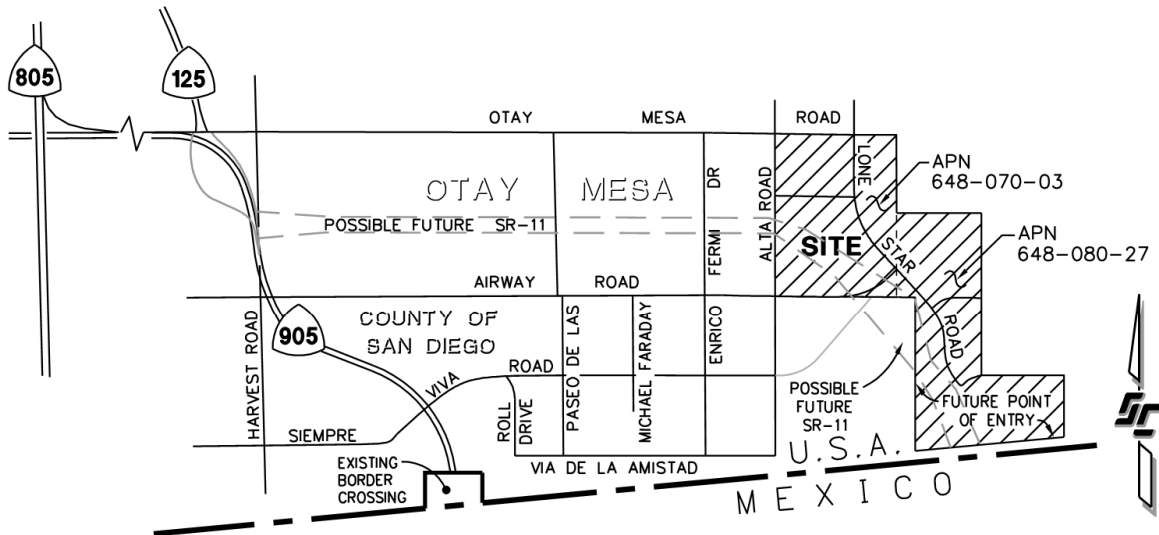 805
125
OTAY MESA ROAD
LONE
APN
648-070-03
OTAY MESA
FERMI DR
ALTA ROAD
POSSIBLE FUTURE SR-11
SITE
STAR
APN
648-080-27
AIRWAY ROAD
HARVEST ROAD
905
COUNTY OF
SAN DIEGO
PASEO DE LAS
MICHAEL FARADAY
ENRICO
ROAD
VIVA
ROAD
ROLL
DRIVE
SIEMPRE
POSSIBLE
FUTURE
SR-11
FUTURE POINT
OF ENTRY
U.S.A.
VIA DE LA AMISTAD
EXISTING
BORDER
CROSSING
MEXICO